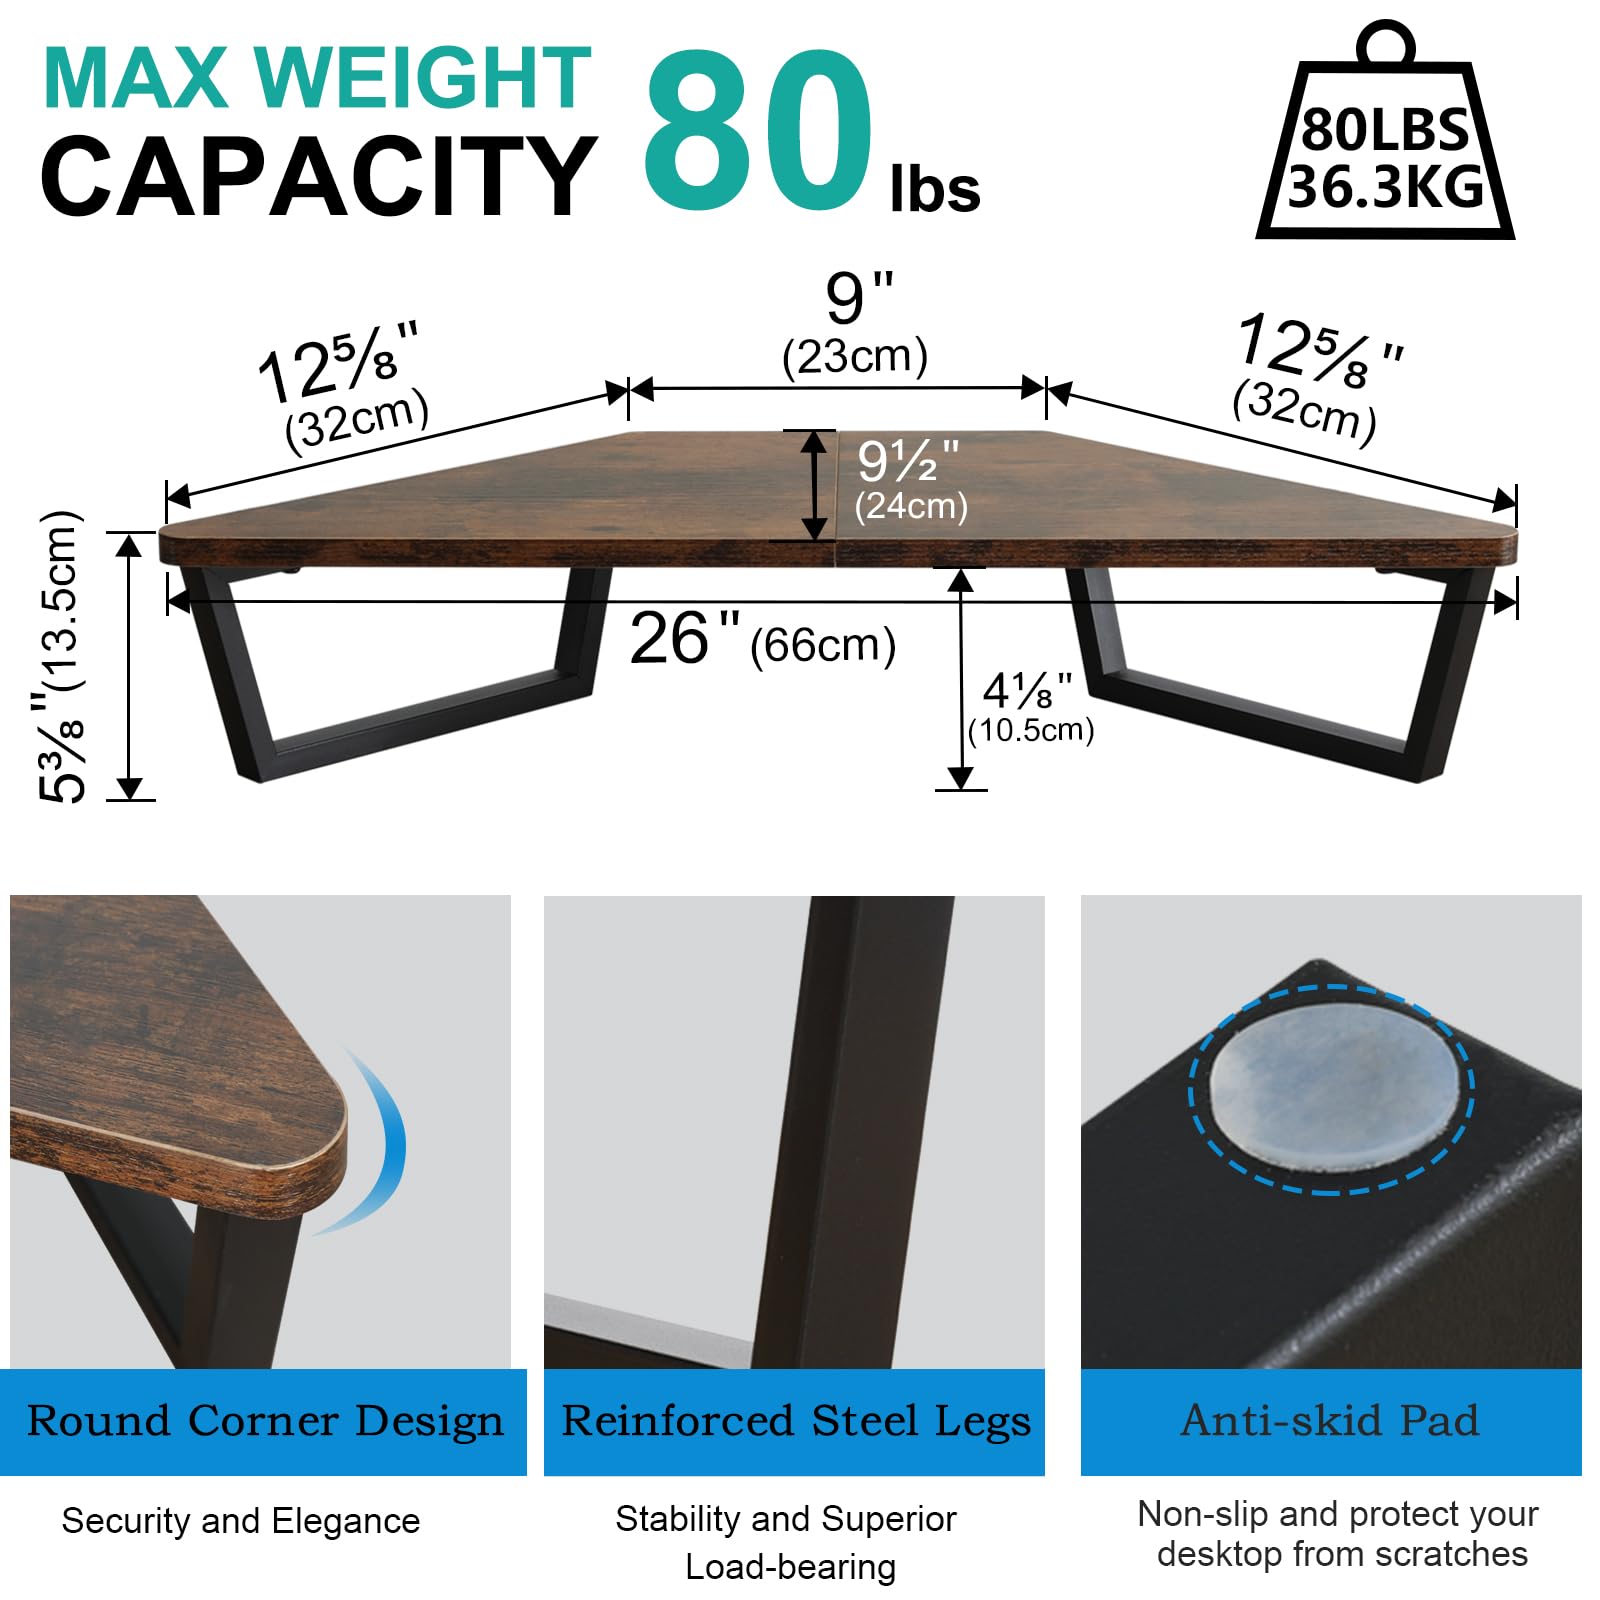 MAX WEIGHT
CAPACITY
80 lbs
80LBS
36.3KG
12⅝"
(32cm)
9"
(23cm)
12⅝"
(32cm)
9½"
(24cm)
5⅜"(13.5cm)
26"(66cm)
4⅛"
(10.5cm)
Round Corner Design
Reinforced Steel Legs
Anti-skid Pad
Security and Elegance
Stability and Superior
Load-bearing
Non-slip and protect your
desktop from scratches